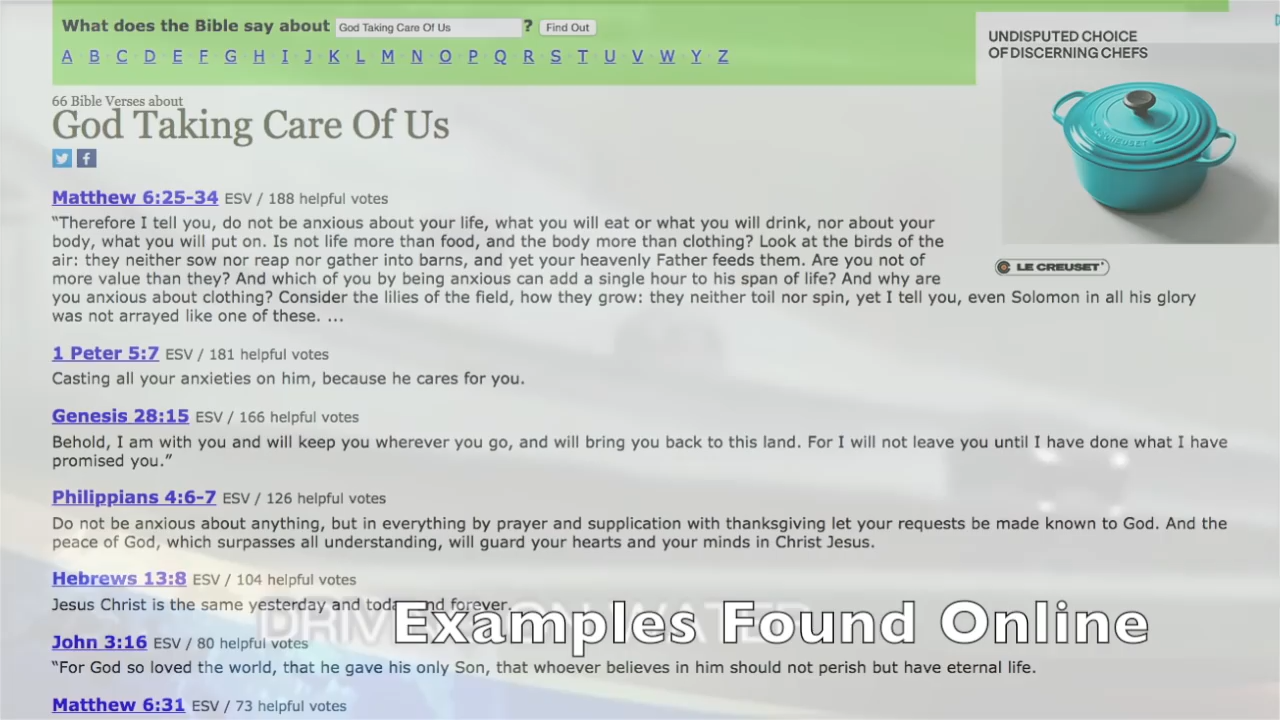 What does the Bible say about God Taking Care Of Us ? Find Out
A B C D E F G H I J K L M N O P Q R S T U V W Y Z
UNDISPUTED CHOICE
OF DISCERNING CHEFS
LE CREUSET
66 Bible Verses about
God Taking Care Of Us
Matthew 6:25-34 ESV / 188 helpful votes
“Therefore I tell you, do not be anxious about your life, what you will eat or what you will drink, nor about your
body, what you will put on. Is not life more than food, and the body more than clothing? Look at the birds of the
air: they neither sow nor reap nor gather into barns, and yet your heavenly Father feeds them. Are you not of
more value than they? And which of you by being anxious can add a single hour to his span of life? And why are
you anxious about clothing? Consider the lilies of the field, how they grow: they neither toil nor spin, yet I tell you, even Solomon in all his glory
was not arrayed like one of these. ...
1 Peter 5:7 ESV / 181 helpful votes
Casting all your anxieties on him, because he cares for you.
Genesis 28:15 ESV / 166 helpful votes
Behold, I am with you and will keep you wherever you go, and will bring you back to this land. For I will not leave you until I have done what I have
promised you.”
Philippians 4:6-7 ESV / 126 helpful votes
Do not be anxious about anything, but in everything by prayer and supplication with thanksgiving let your requests be made known to God. And the
peace of God, which surpasses all understanding, will guard your hearts and your minds in Christ Jesus.
Hebrews 13:8 ESV / 104 helpful votes
Jesus Christ is the same yesterday and today and forever.
Examples Found Online
John 3:16 ESV / 80 helpful votes
“For God so loved the world, that he gave his only Son, that whoever believes in him should not perish but have eternal life.
Matthew 6:31 ESV / 73 helpful votes